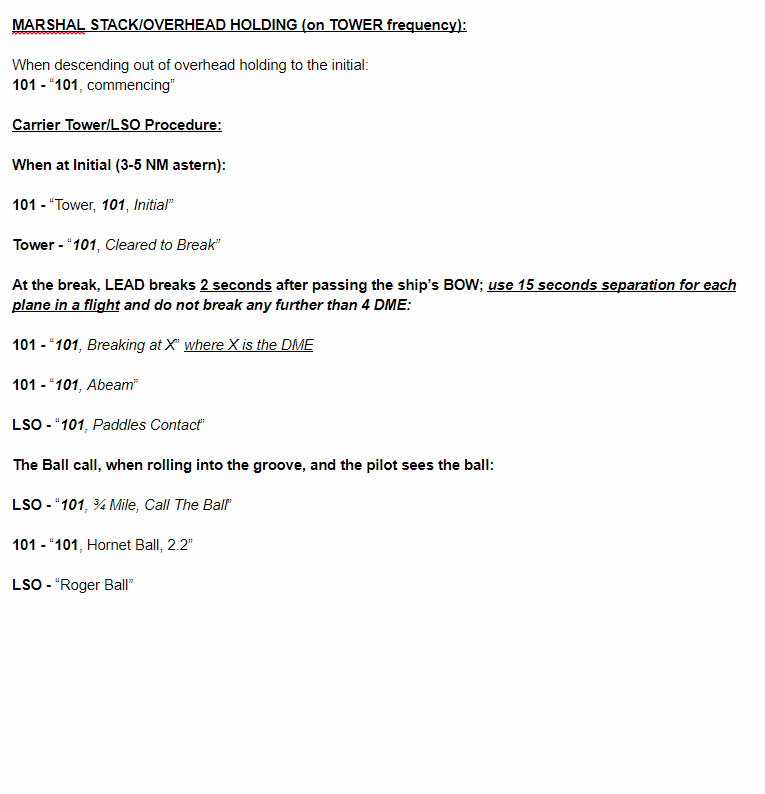 MARSHAL STACK/OVERHEAD HOLDING (on TOWER frequency):
When descending out of overhead holding to the initial:
101 - “101, commencing”
Carrier Tower/LSO Procedure:
When at Initial (3-5 NM astern):
101 - “Tower, 101, Initial”
Tower - “101, Cleared to Break”
At the break, LEAD breaks 2 seconds after passing the ship’s BOW; use 15 seconds separation for each
plane in a flight and do not break any further than 4 DME:
101 - “101, Breaking at X” where X is the DME
101 - “101, Abeam”
LSO - “101, Paddles Contact”
The Ball call, when rolling into the groove, and the pilot sees the ball:
LSO - “101, ¾ Mile, Call The Ball”
101 - “101, Hornet Ball, 2.2”
LSO - “Roger Ball”